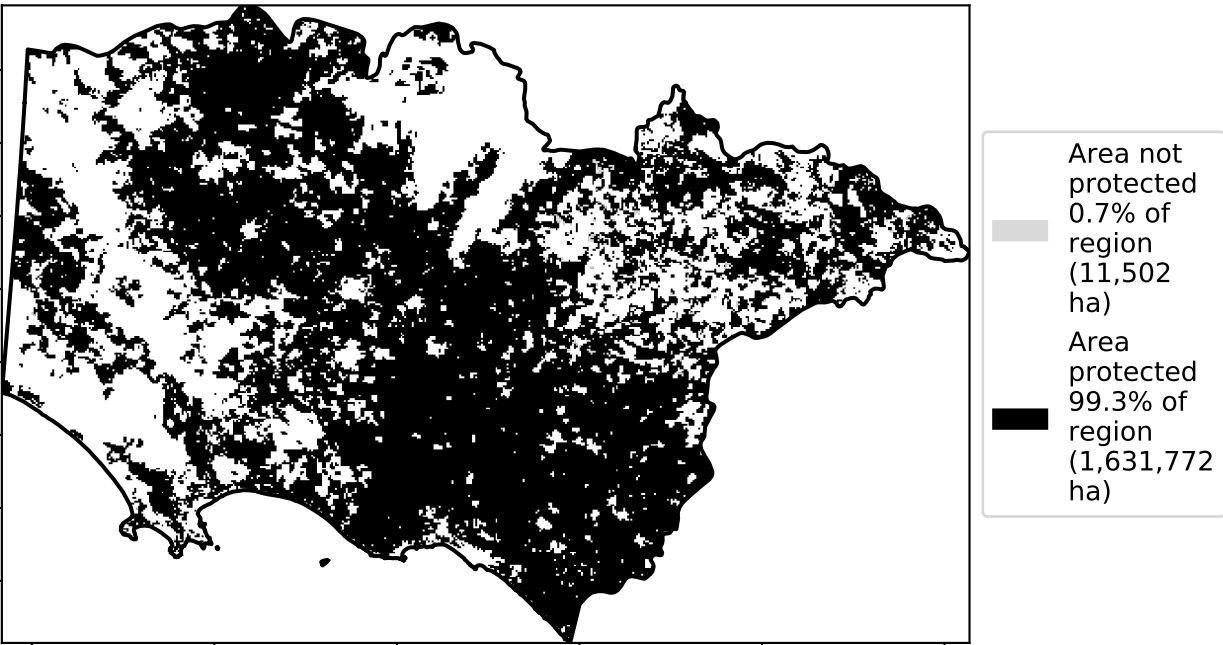 Area not
protected
0.7% of
region
(11,502
ha)
Area
protected
99.3% of
region
(1,631,772
ha)